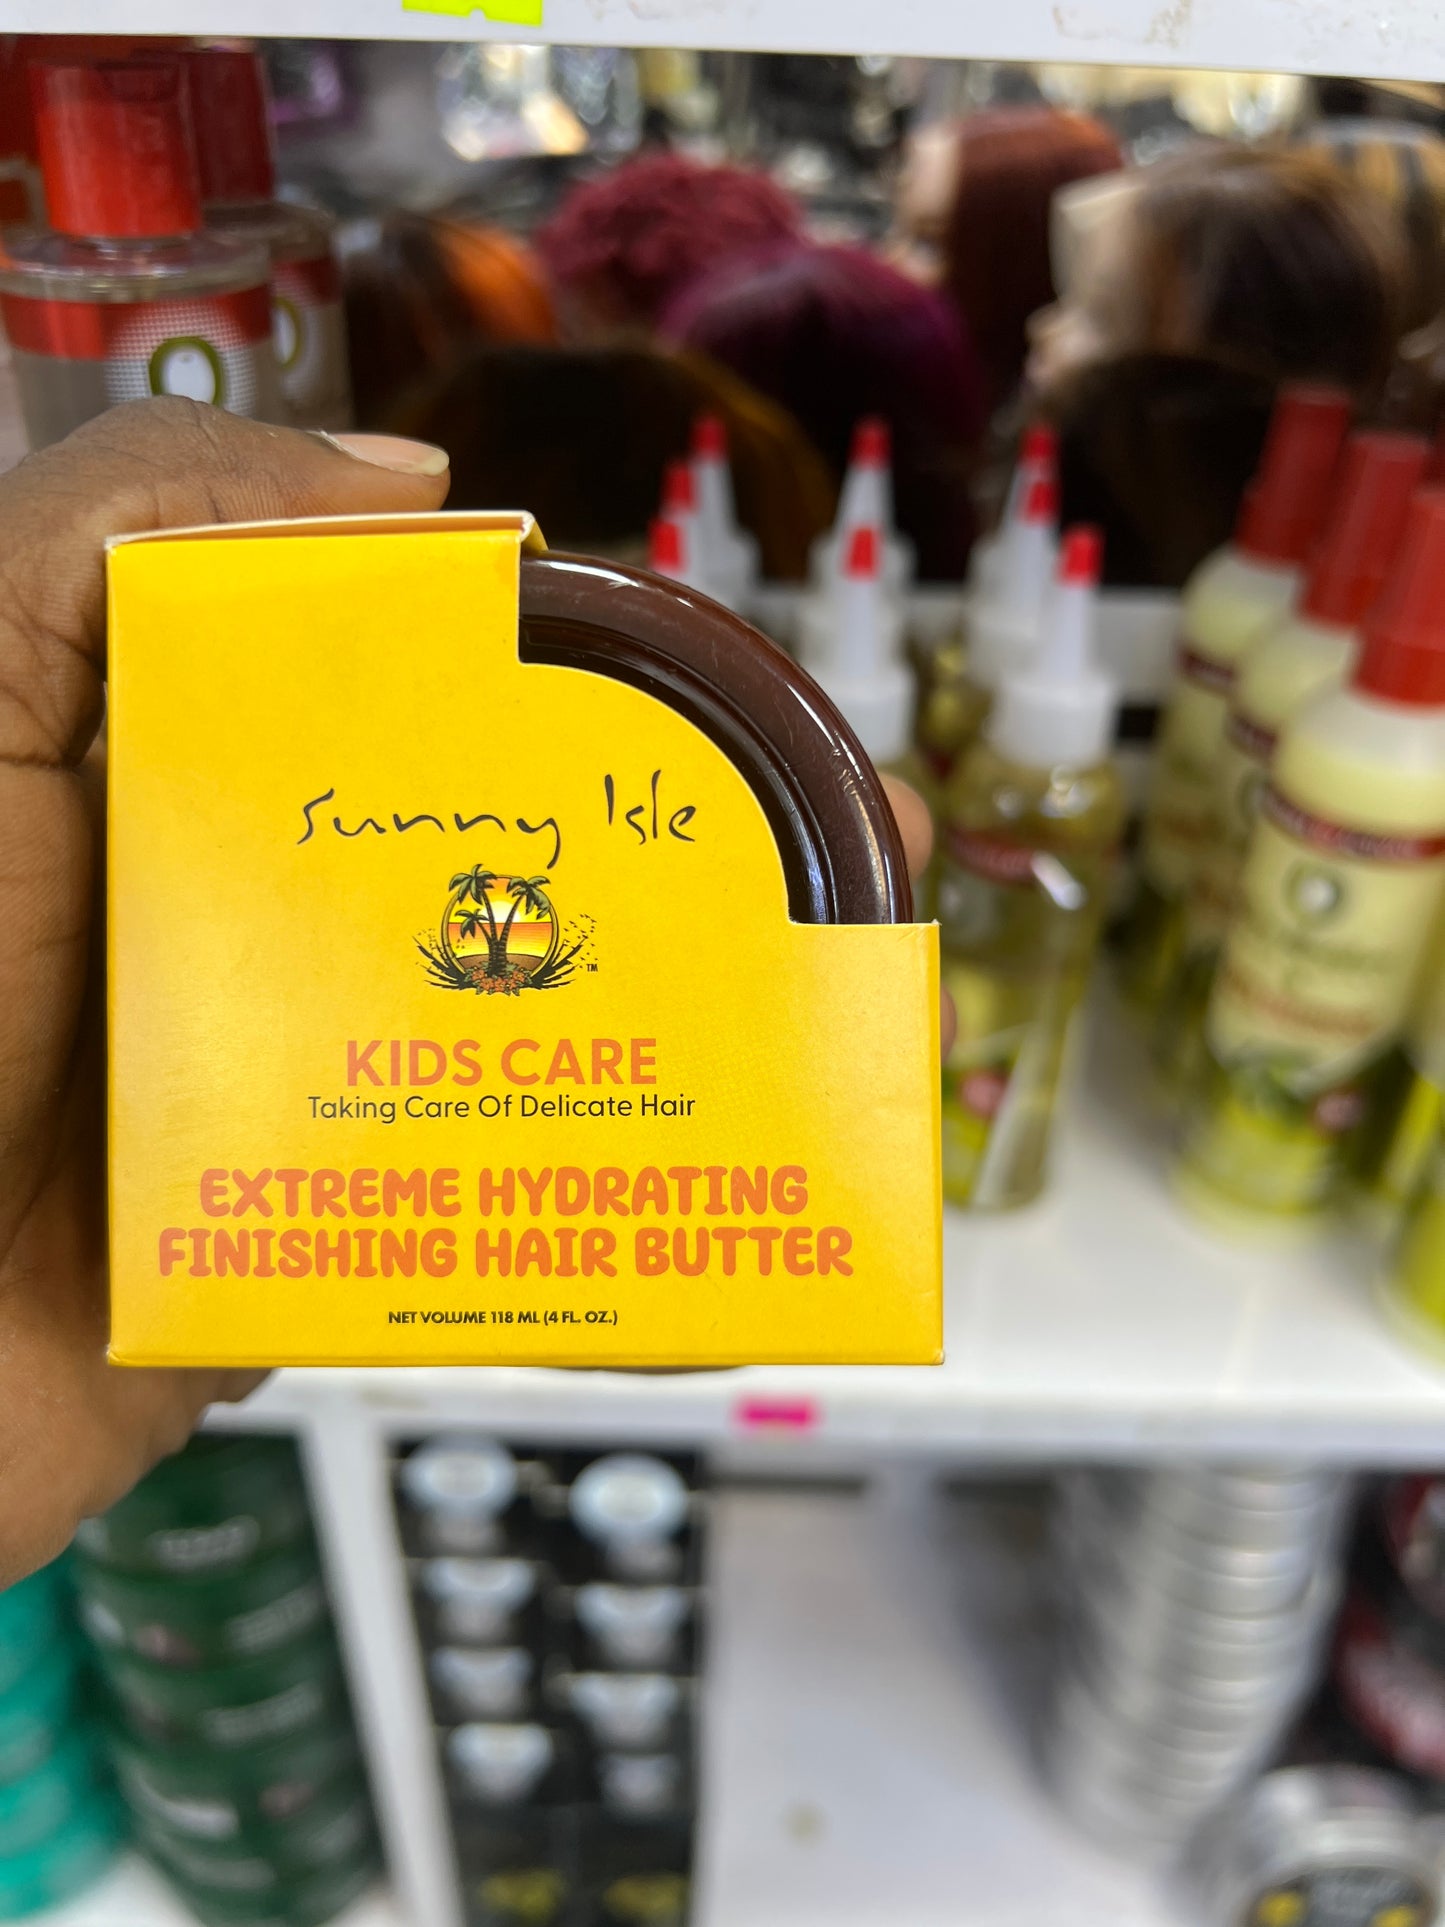 Sunny Isle
TM
KIDS CARE
Taking Care Of Delicate Hair
EXTREME HYDRATING
FINISHING HAIR BUTTER
NET VOLUME 118 ML (4 FL. OZ.)